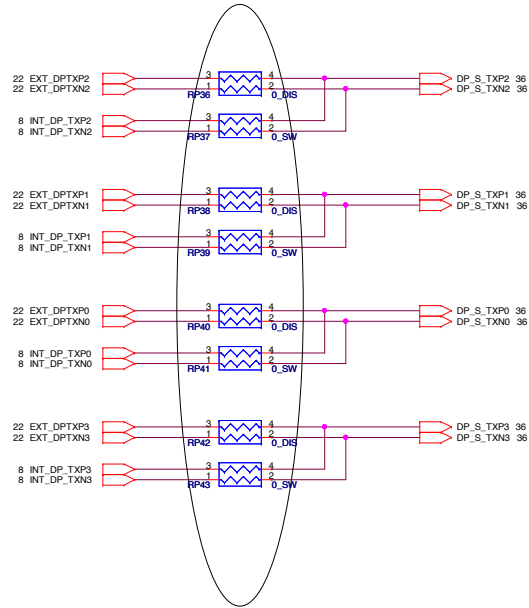 22 EXT_DPTXP2 3 4 DP_S_TXP2 36
22 EXT_DPTXN2 1 2 DP_S_TXN2 36
RP36 0_DIS
8 INT_DP_TXP2 3 4
8 INT_DP_TXN2 1 2
RP37 0_SW
22 EXT_DPTXP1 3 4 DP_S_TXP1 36
22 EXT_DPTXN1 1 2 DP_S_TXN1 36
RP38 0_DIS
8 INT_DP_TXP1 3 4
8 INT_DP_TXN1 1 2
RP39 0_SW
22 EXT_DPTXP0 3 4 DP_S_TXP0 36
22 EXT_DPTXN0 1 2 DP_S_TXN0 36
RP40 0_DIS
8 INT_DP_TXP0 3 4
8 INT_DP_TXN0 1 2
RP41 0_SW
22 EXT_DPTXP3 3 4 DP_S_TXP3 36
22 EXT_DPTXN3 1 2 DP_S_TXN3 36
RP42 0_DIS
8 INT_DP_TXP3 3 4
8 INT_DP_TXN3 1 2
RP43 0_SW